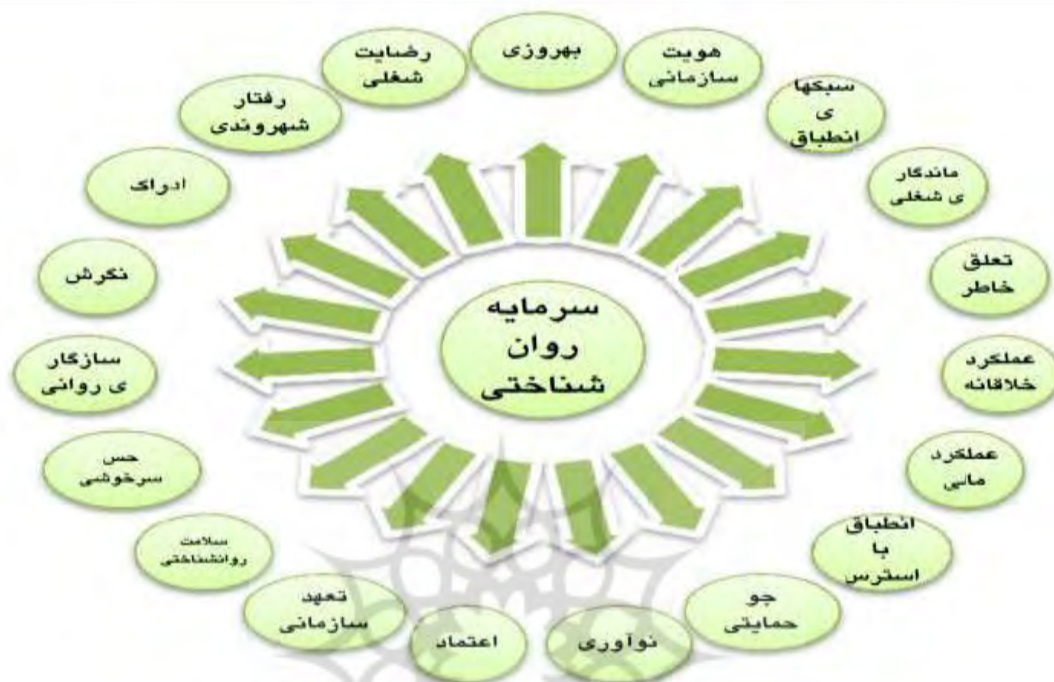 بهروزی
هویت
سازمانی
سبکها
ی
انطباق
ماندگار
ی شغلی
تعلق
خاطر
عملکرد
خلاقانه
عملکرد
مالی
انطباق
با
استرس
جو
حمایتی
نوآوری
اعتماد
تعهد
سازمانی
سلامت
روانشناختی
حس
سرخوشی
سازگار
ی روانی
نگرش
ادراک
رفتار
شهروندی
رضایت
شغلی
سرمایه
روان
شناختی